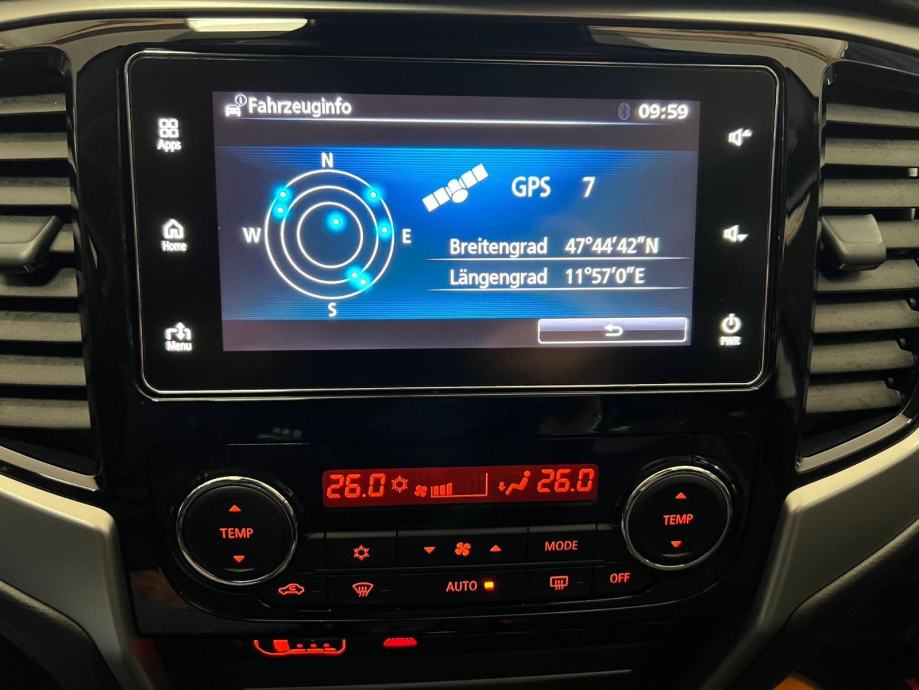 Fahrzeuginfo
09:59
Apps
Home
Menu
N
W
E
S
GPS 7
Breitengrad 47°44'42"N
Längengrad 11°57'0"E
PWR
26.0
26.0
TEMP
TEMP
MODE
AUTO
OFF